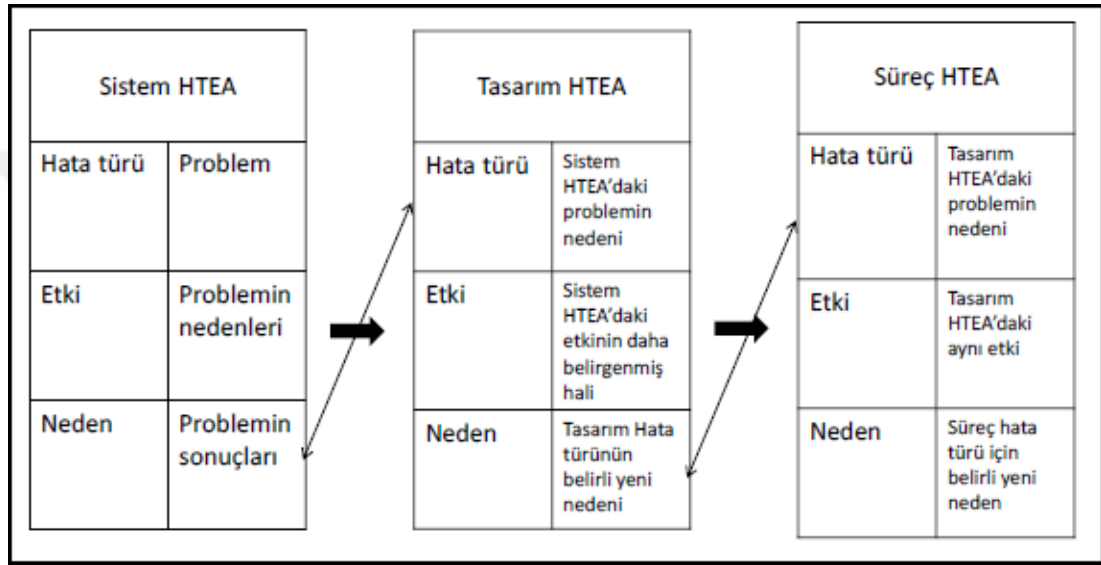 Sistem HTEA
Hata türü
Problem
Etki
Problemin
nedenleri
Neden
Problemin
sonuçları
Tasarım HTEA
Hata türü
Sistem
HTEA’daki
problemin
nedeni
Etki
Sistem
HTEA’daki
etkinin daha
belirgenmiş
hali
Neden
Tasarım Hata
türünün
belirli yeni
nedeni
Süreç HTEA
Hata türü
Tasarım
HTEA’daki
problemin
nedeni
Etki
Tasarım
HTEA’daki
aynı etki
Neden
Süreç hata
türü için
belirli yeni
neden